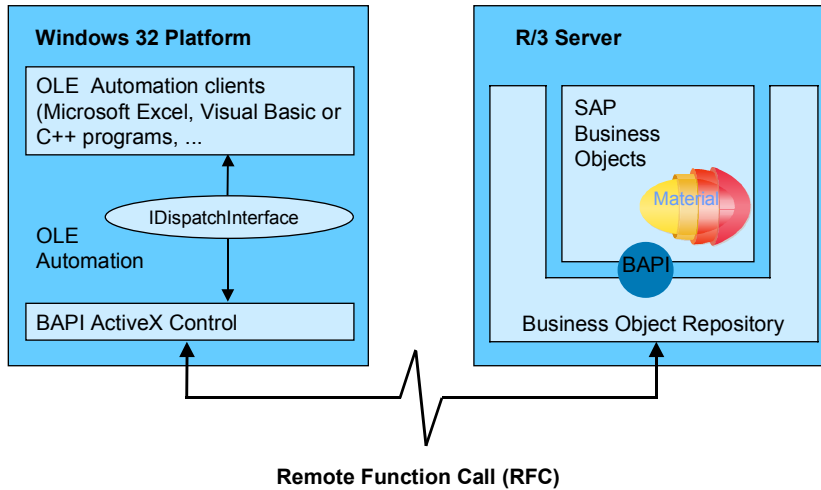 Windows 32 Platform
OLE Automation clients
(Microsoft Excel, Visual Basic or
C++ programs, ...
IDispatchInterface
OLE
Automation
BAPI ActiveX Control
R/3 Server
SAP
Business
Objects
Material
BAPI
Business Object Repository
Remote Function Call (RFC)